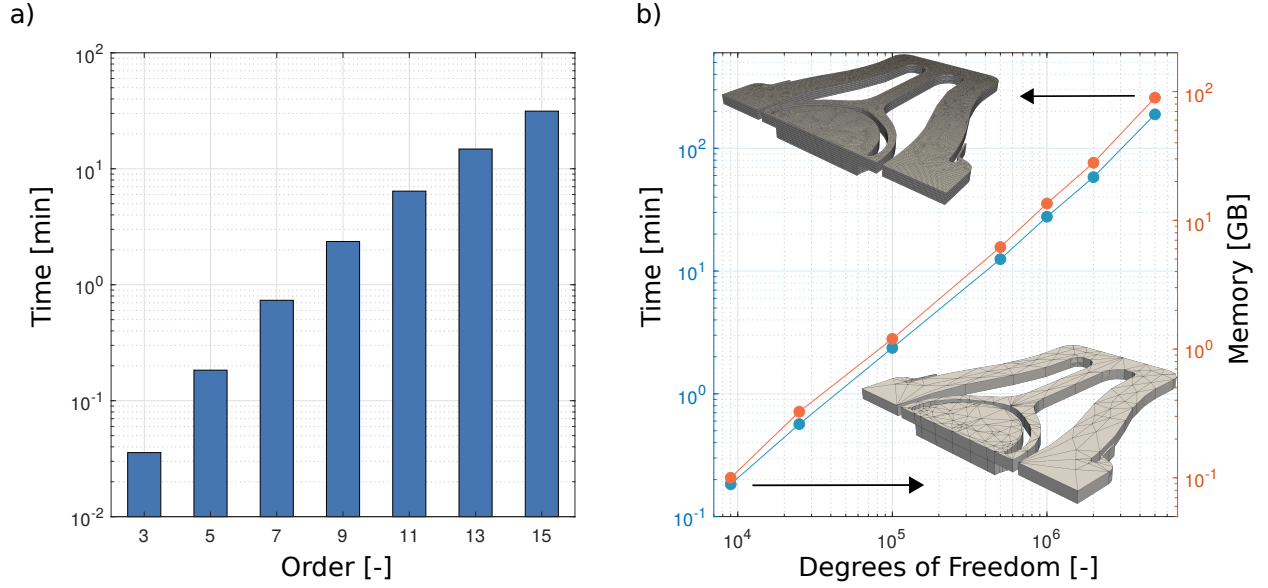 a)
10^2
10^1
10^0
10^-1
10^-2
Time [min]
3 5 7 9 11 13 15
Order [-]
b)
10^2
10^1
10^0
10^-1
Time [min]
10^2
10^1
10^0
10^-1
Memory [GB]
10^4 10^5 10^6
Degrees of Freedom [-]